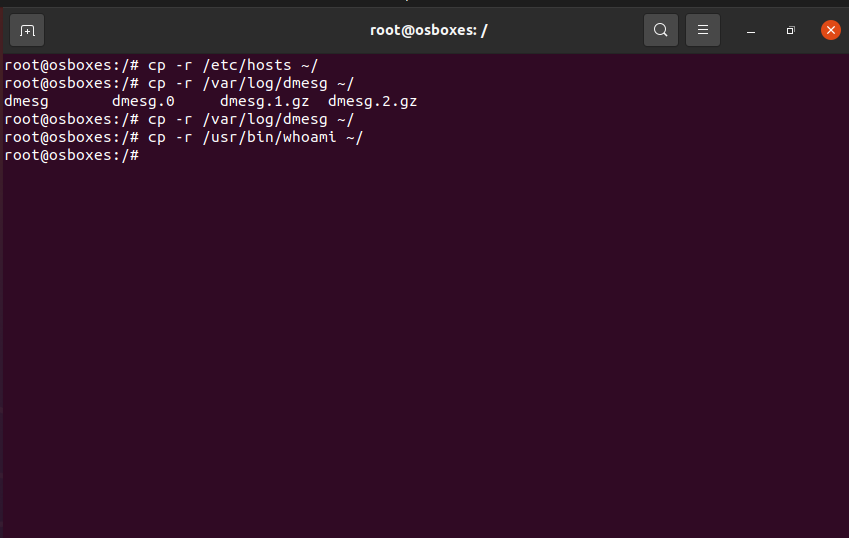 root@osboxes: /
root@osboxes:/# cp -r /etc/hosts ~/
root@osboxes:/# cp -r /var/log/dmesg ~/
dmesg       dmesg.0     dmesg.1.gz  dmesg.2.gz
root@osboxes:/# cp -r /var/log/dmesg ~/
root@osboxes:/# cp -r /usr/bin/whoami ~/
root@osboxes:/#